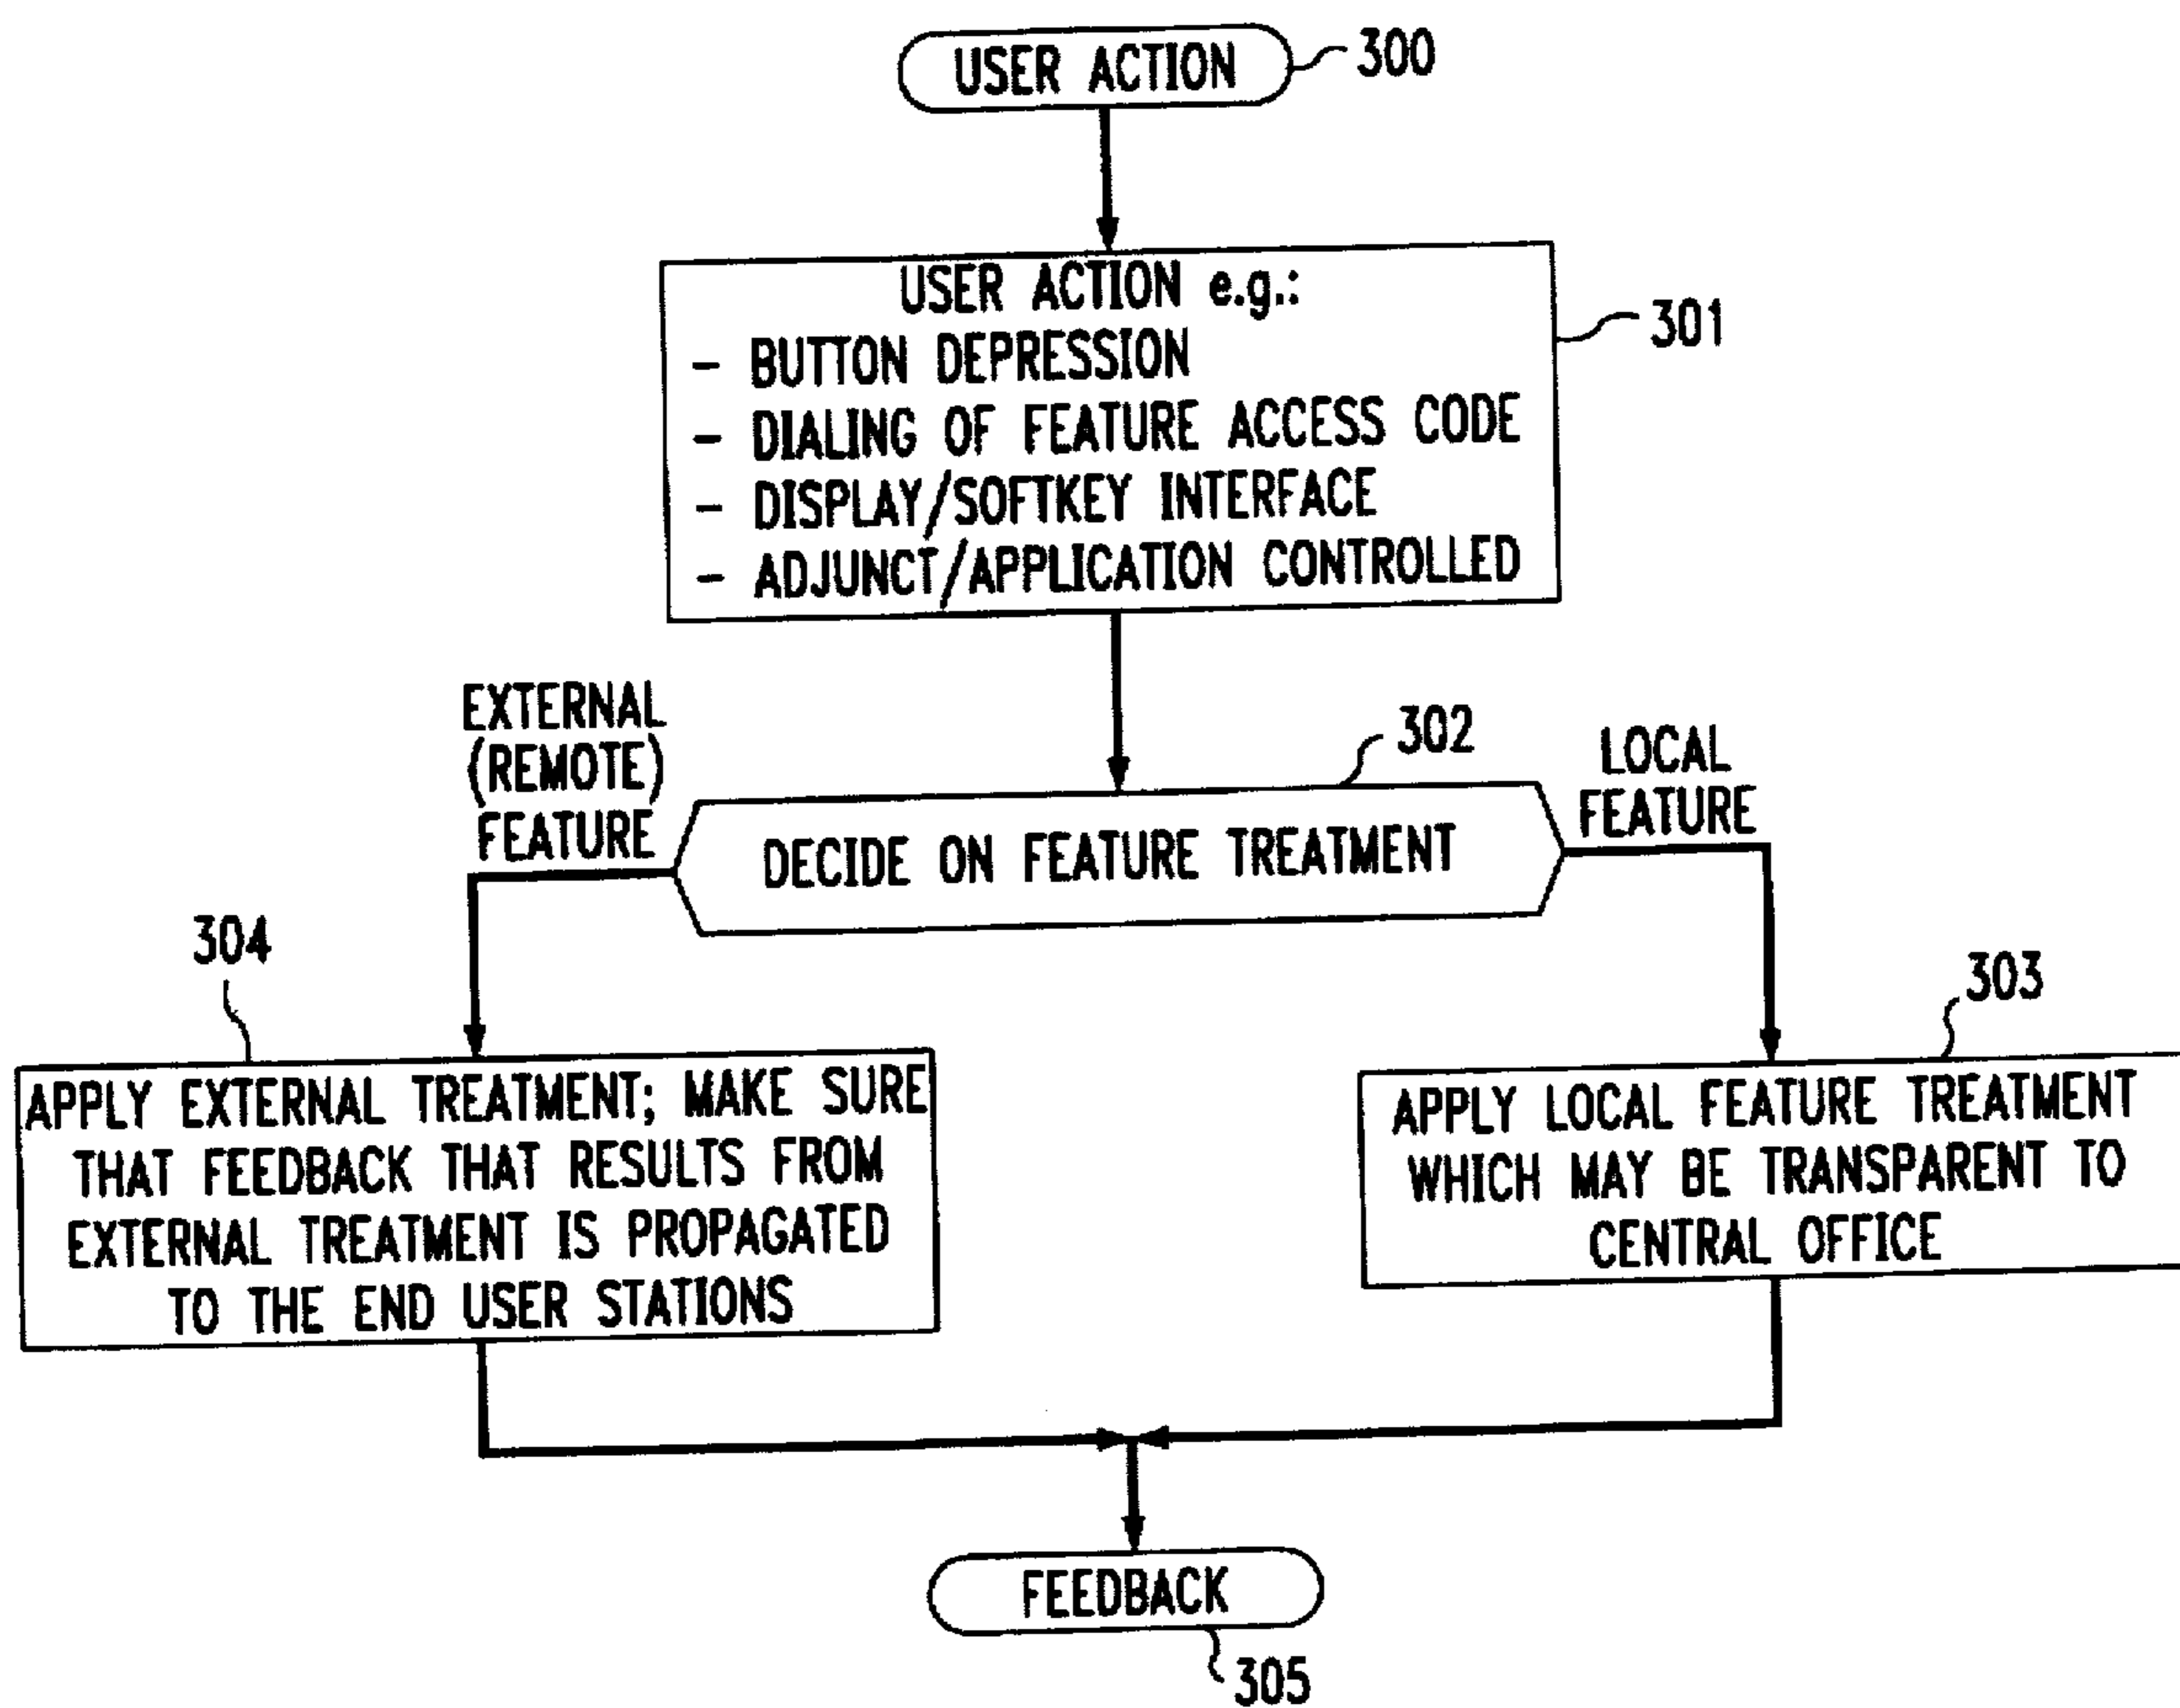 USER ACTION
300
USER ACTION e.g.:
- BUTTON DEPRESSION
- DIALING OF FEATURE ACCESS CODE
- DISPLAY/SOFTKEY INTERFACE
- ADJUNCT/APPLICATION CONTROLLED
301
EXTERNAL
(REMOTE)
FEATURE
302
LOCAL
FEATURE
DECIDE ON FEATURE TREATMENT
304
303
APPLY EXTERNAL TREATMENT; MAKE SURE
THAT FEEDBACK THAT RESULTS FROM
EXTERNAL TREATMENT IS PROPAGATED
TO THE END USER STATIONS
APPLY LOCAL FEATURE TREATMENT
WHICH MAY BE TRANSPARENT TO
CENTRAL OFFICE
FEEDBACK
305